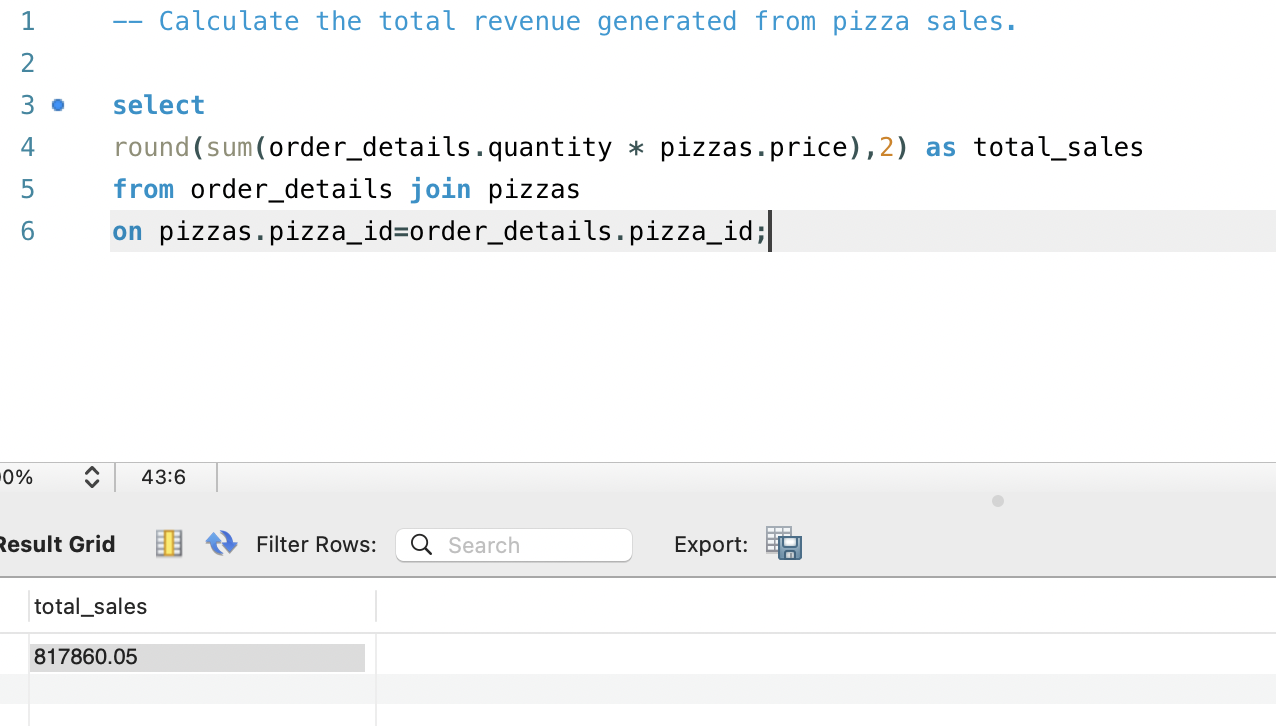 1 -- Calculate the total revenue generated from pizza sales.
2
3 select
4 round(sum(order_details.quantity * pizzas.price),2) as total_sales
5 from order_details join pizzas
6 on pizzas.pizza_id=order_details.pizza_id;
0% 43:6
Result Grid Filter Rows: Search Export:
total_sales
817860.05